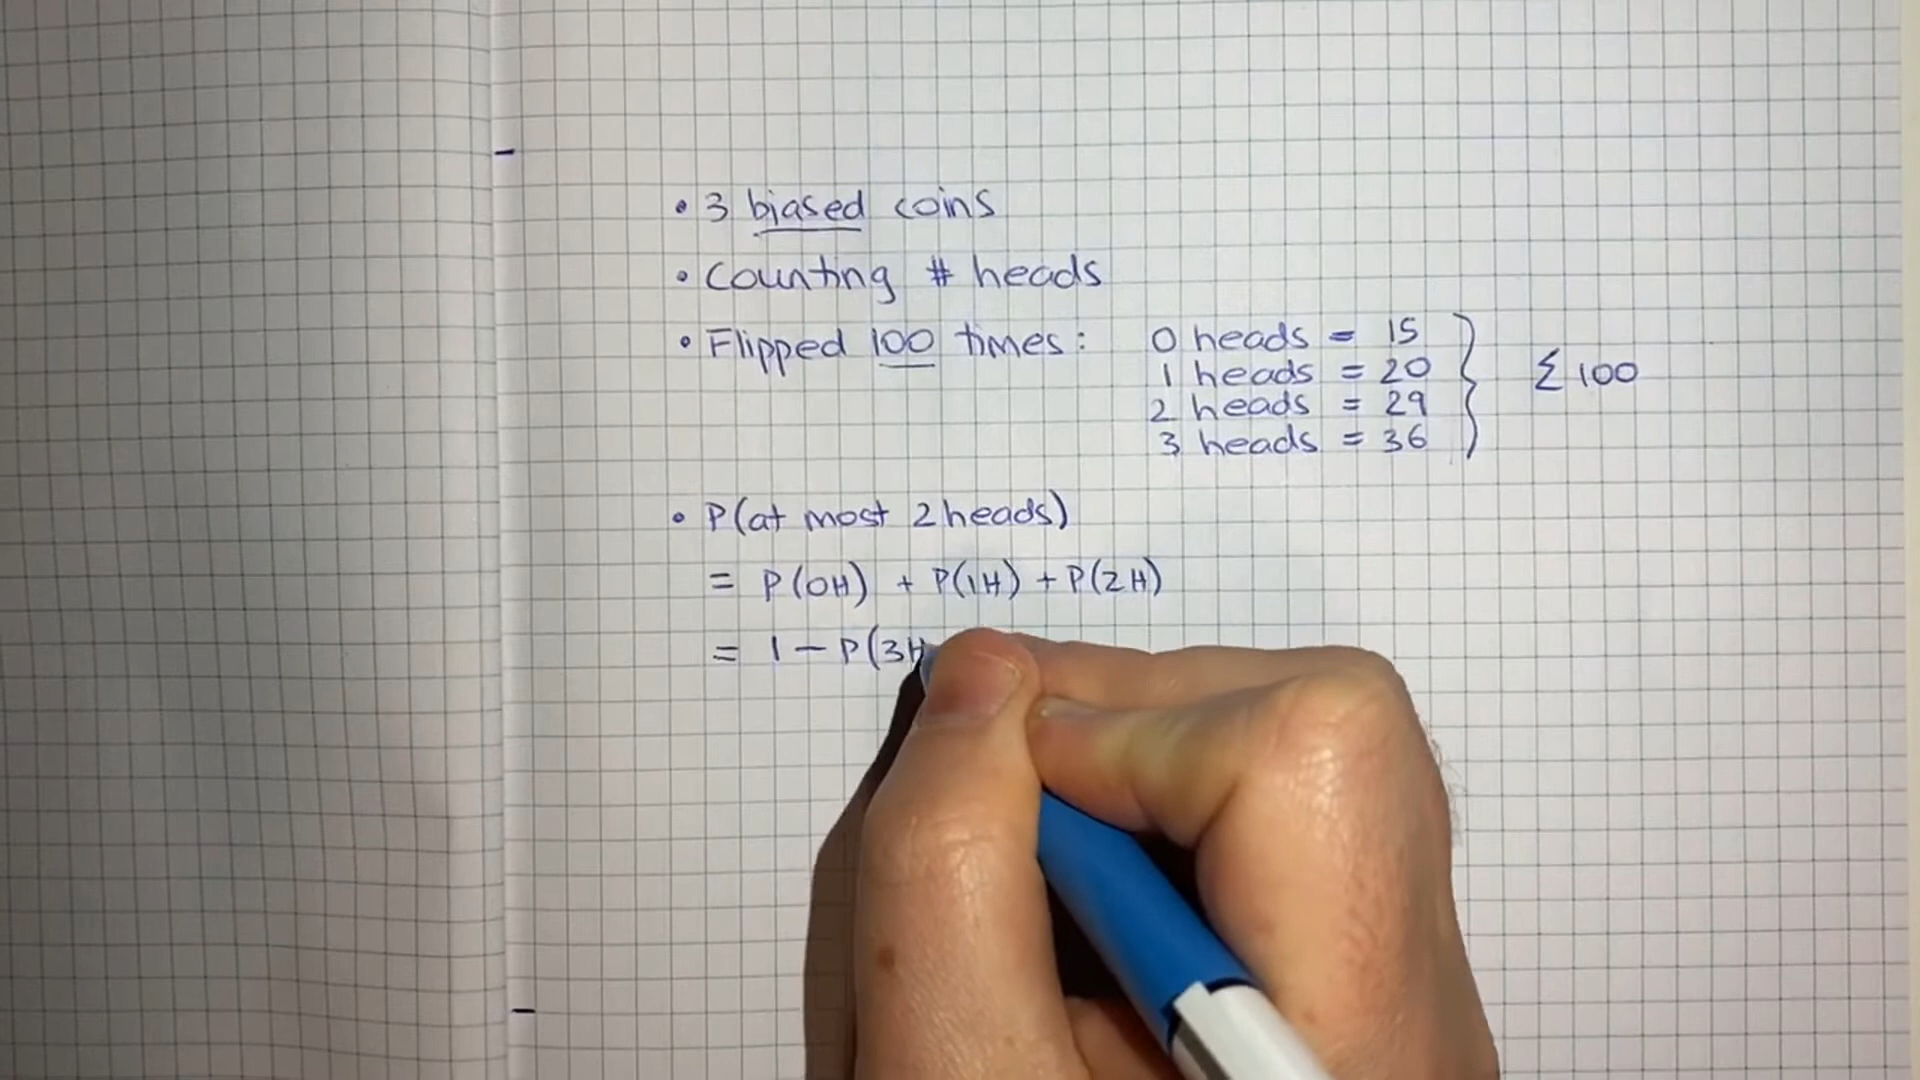 • 3 biased coins
• Counting # heads
• Flipped 100 times: 0 heads = 15
1 heads = 20
2 heads = 29
3 heads = 36
Σ 100
• P(at most 2 heads)
= P(0H) + P(1H) + P(2H)
= 1 - P(3H